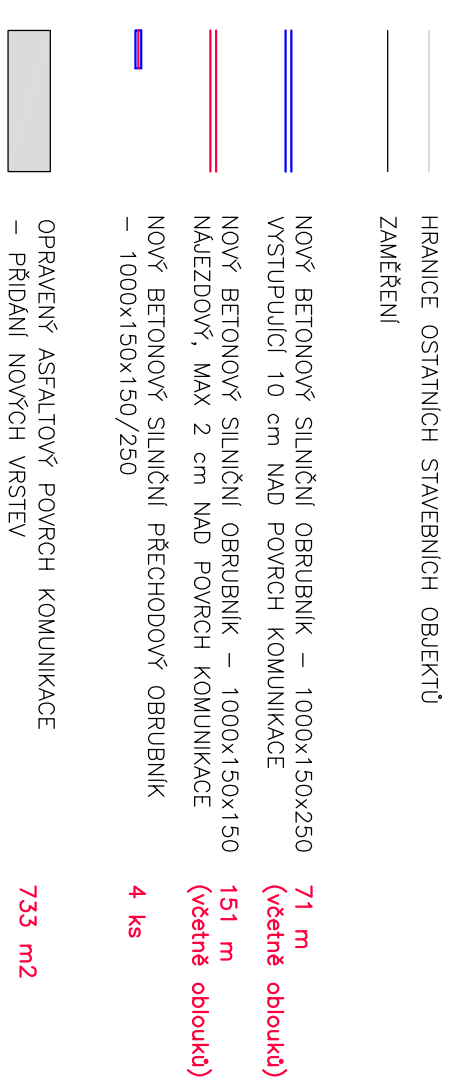 HRANICE OSTATNÍCH STAVEBNÍCH OBJEKTŮ
ZAMĚŘENÍ
NOVÝ BETONOVÝ SILNIČNÍ OBRUBNÍK – 1000x150x250 71 m
VYSTUPUJÍCÍ 10 cm NAD POVRCH KOMUNIKACE (včetně oblouků)
NOVÝ BETONOVÝ SILNIČNÍ OBRUBNÍK – 1000x150x150 151 m
NÁJEZDOVÝ, MAX 2 cm NAD POVRCH KOMUNIKACE (včetně oblouků)
NOVÝ BETONOVÝ SILNIČNÍ PŘECHODOVÝ OBRUBNÍK
– 1000x150x150/250 4 ks
OPRAVENÝ ASFALTOVÝ POVRCH KOMUNIKACE
– PŘIDÁNÍ NOVÝCH VRSTEV 733 m2